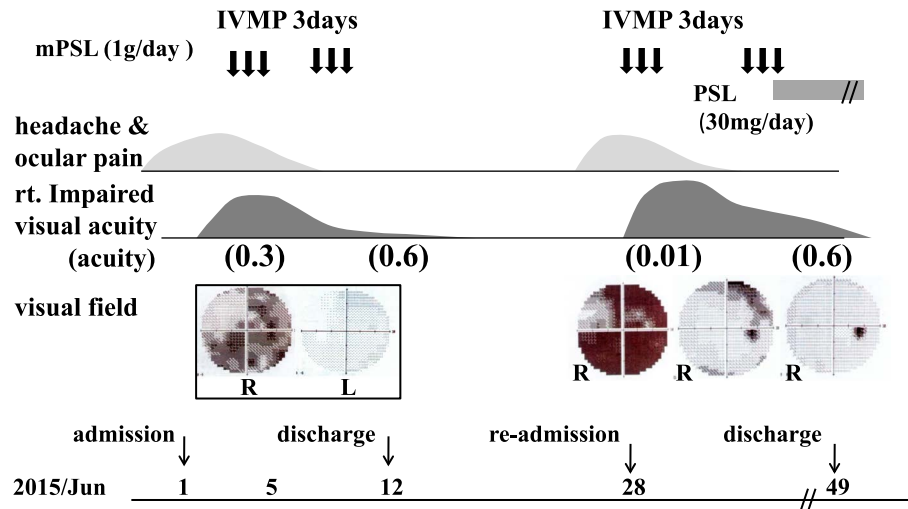 IVMP 3days IVMP 3days
mPSL (1g/day )
PSL
(30mg/day)
headache &
ocular pain
rt. Impaired
visual acuity
(acuity) (0.3) (0.6) (0.01) (0.6)
visual field
R L R R R
admission discharge re-admission discharge
2015/Jun 1 5 12 28 // 49